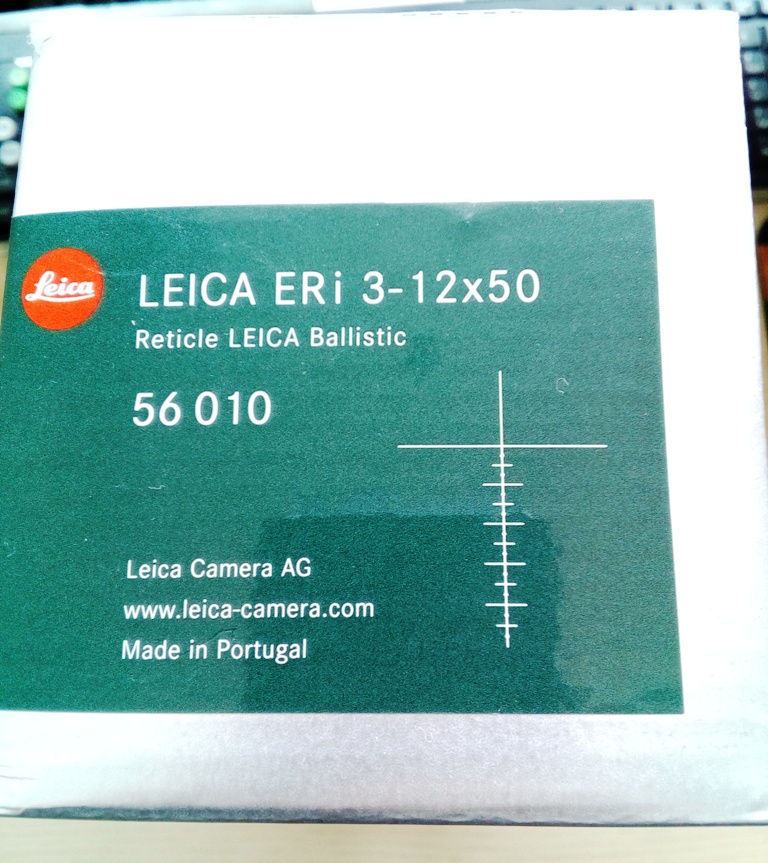 Leica
LEICA ERi 3-12x50
Reticle LEICA Ballistic
56 010
Leica Camera AG
www.leica-camera.com
Made in Portugal